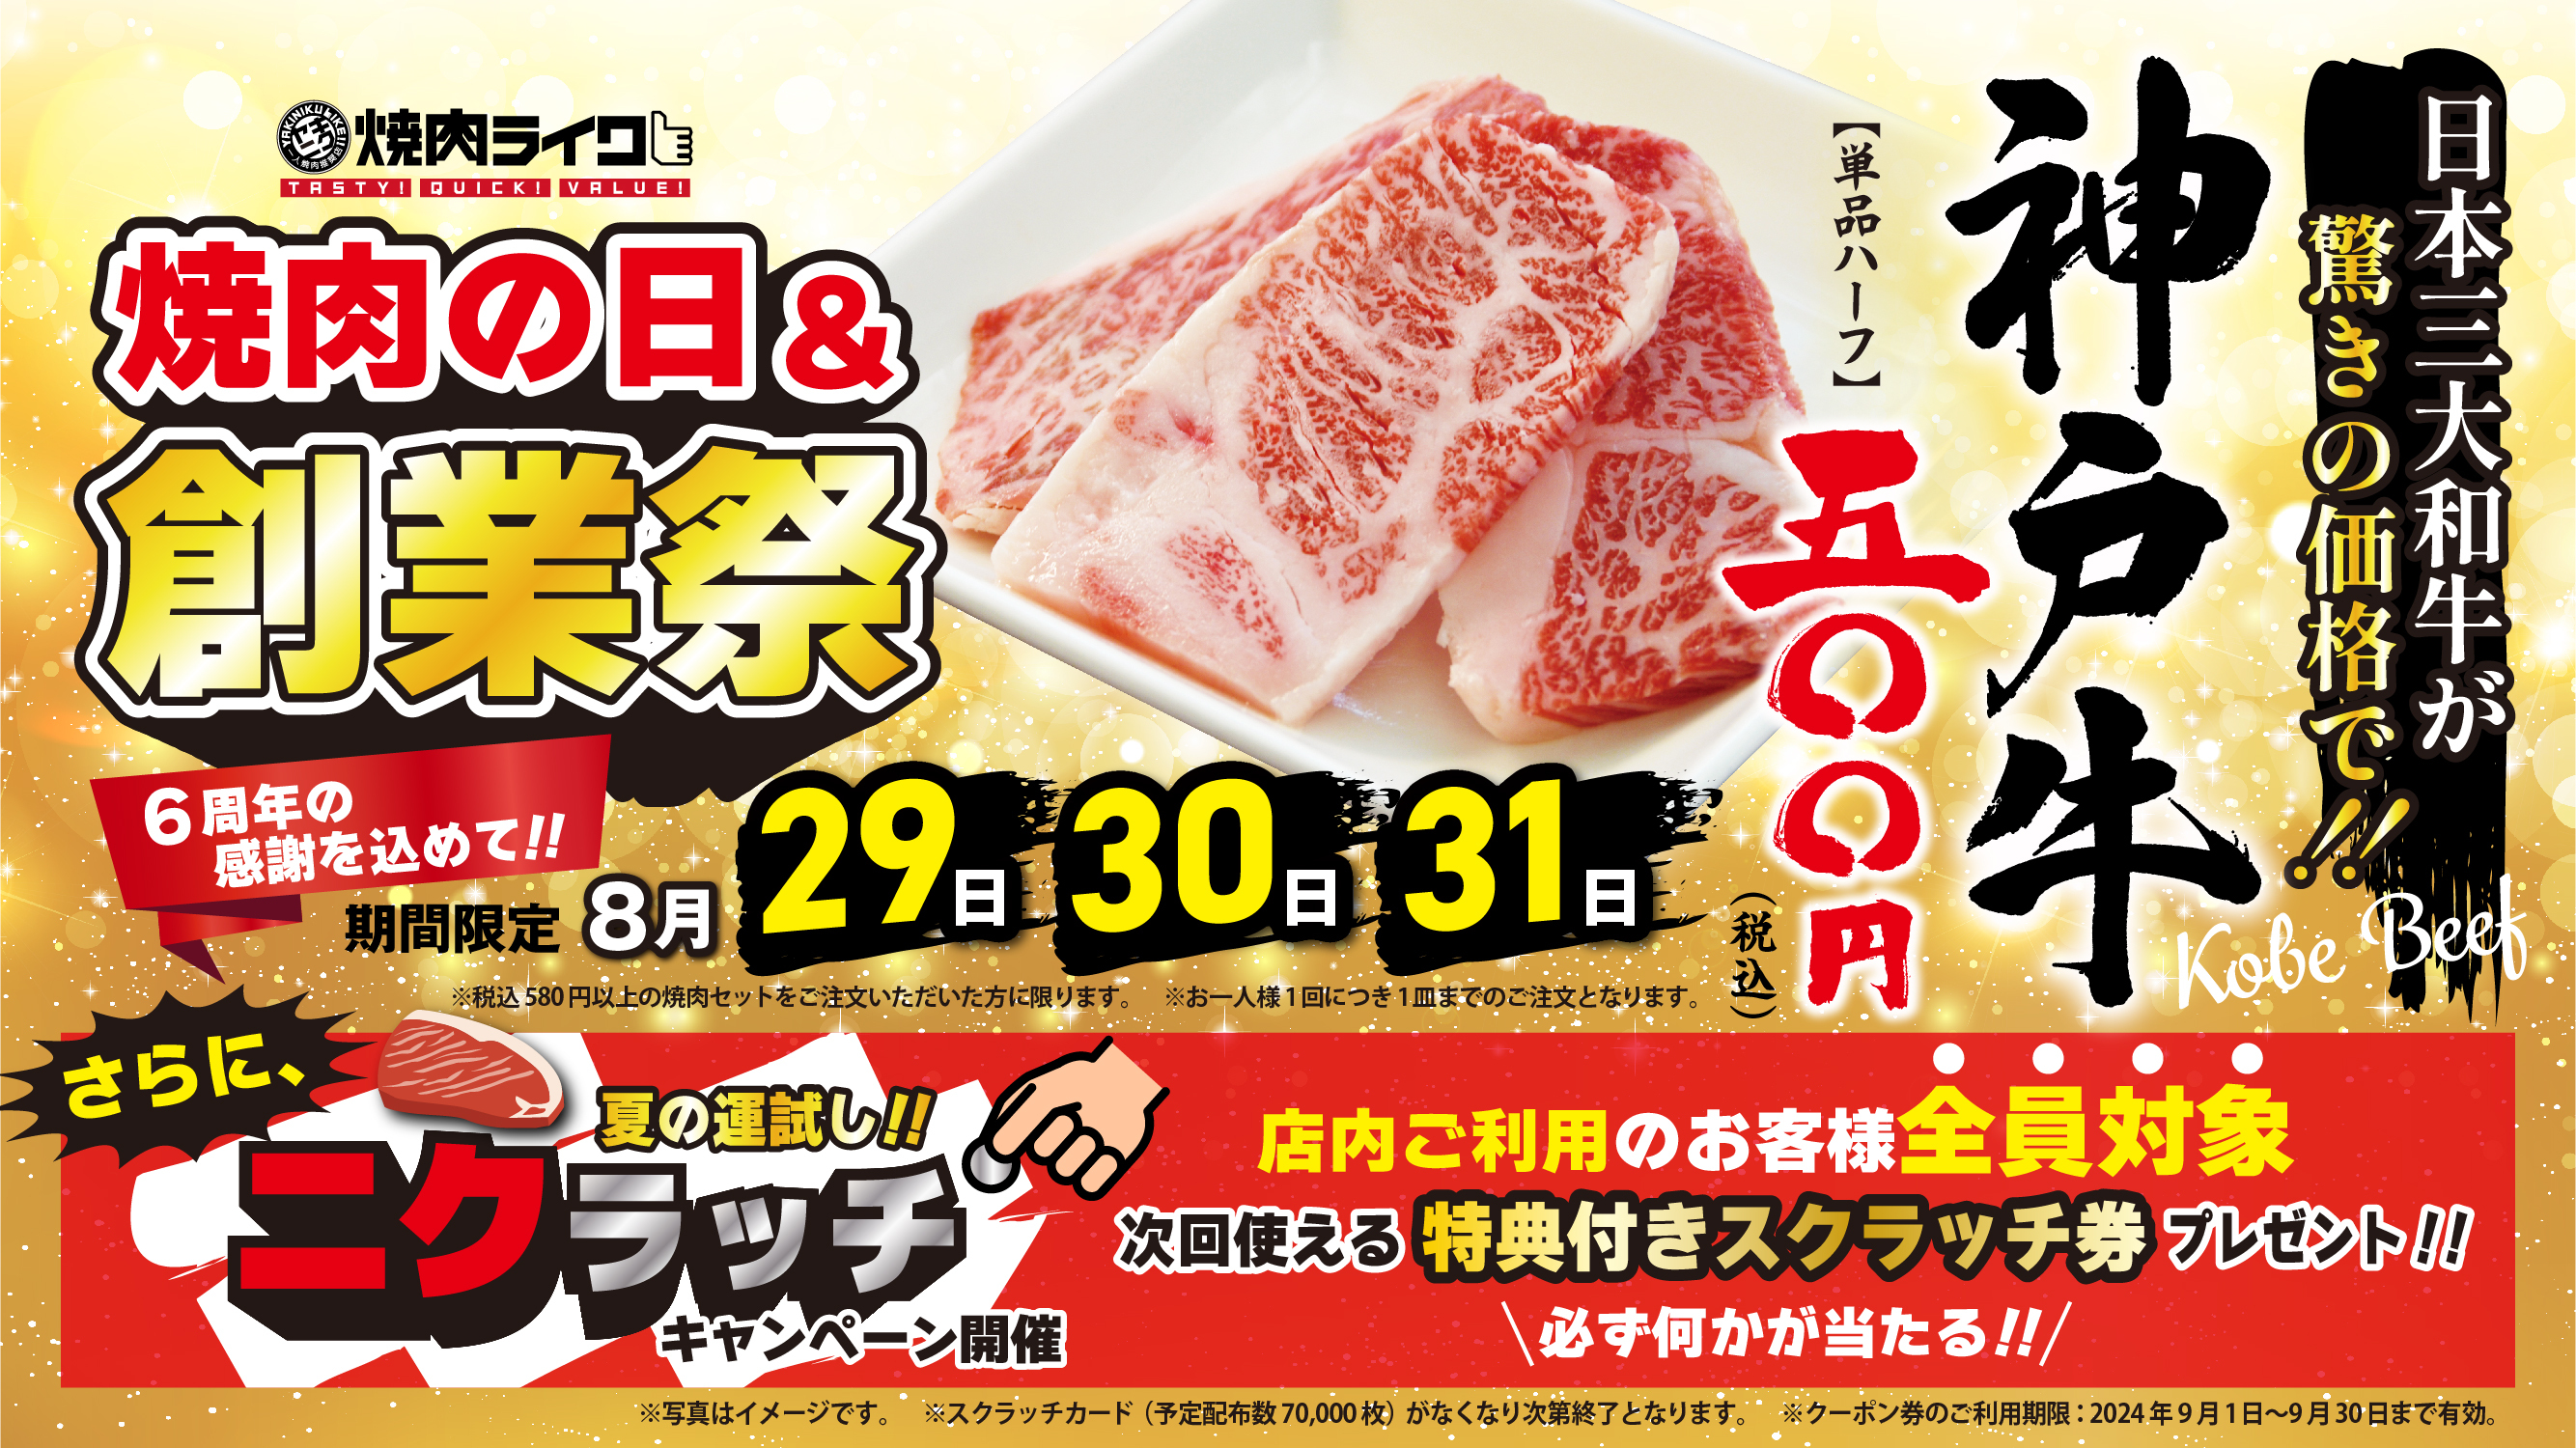 YAKINIKU LIKE!!
一人焼肉推奨店
焼肉ライク
TASTY! QUICK! VALUE!
焼肉の日&
創業祭
6周年の
感謝を込めて!!
期間限定 8月 29日 30日 31日
※税込580円以上の焼肉セットをご注文いただいた方に限ります。 ※お一人様1回につき1皿までのご注文となります。
日本三大和牛が
驚きの価格で!!
神戸牛
Kobe Beef
【単品ハーフ】
五〇〇円
(税込)
さらに、
夏の運試し!!
ニクラッチ
キャンペーン開催
店内ご利用のお客様全員対象
次回使える特典付きスクラッチ券プレゼント!!
\必ず何かが当たる!!/
※写真はイメージです。 ※スクラッチカード(予定配布数70,000枚)がなくなり次第終了となります。 ※クーポン券のご利用期限:2024年9月1日〜9月30日まで有効。